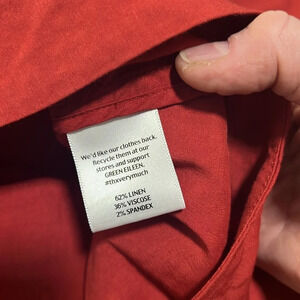 We'd like our clothes back.
Recycle them at our
stores and support
GREEN EILEEN.
#thxverymuch
62% LINEN
36% VISCOSE
2% SPANDEX